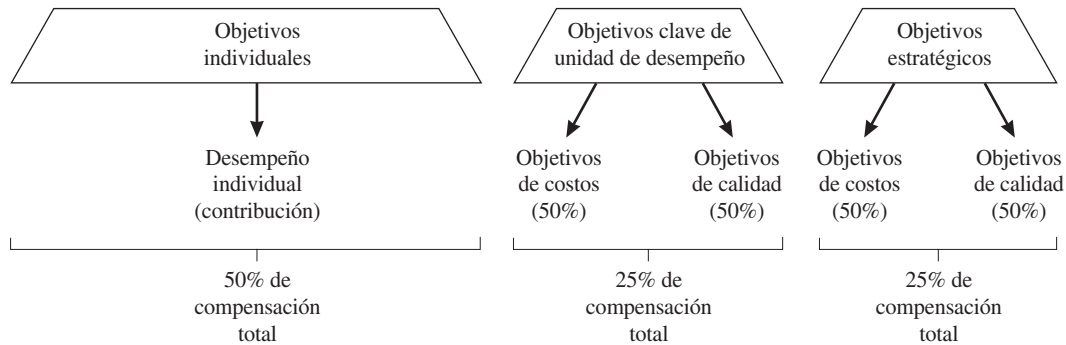 Objetivos
individuales
Objetivos clave de
unidad de desempeño
Objetivos
estratégicos
Desempeño
individual
(contribución)
Objetivos
de costos
(50%)
Objetivos
de calidad
(50%)
Objetivos
de costos
(50%)
Objetivos
de calidad
(50%)
50% de
compensación
total
25% de
compensación
total
25% de
compensación
total